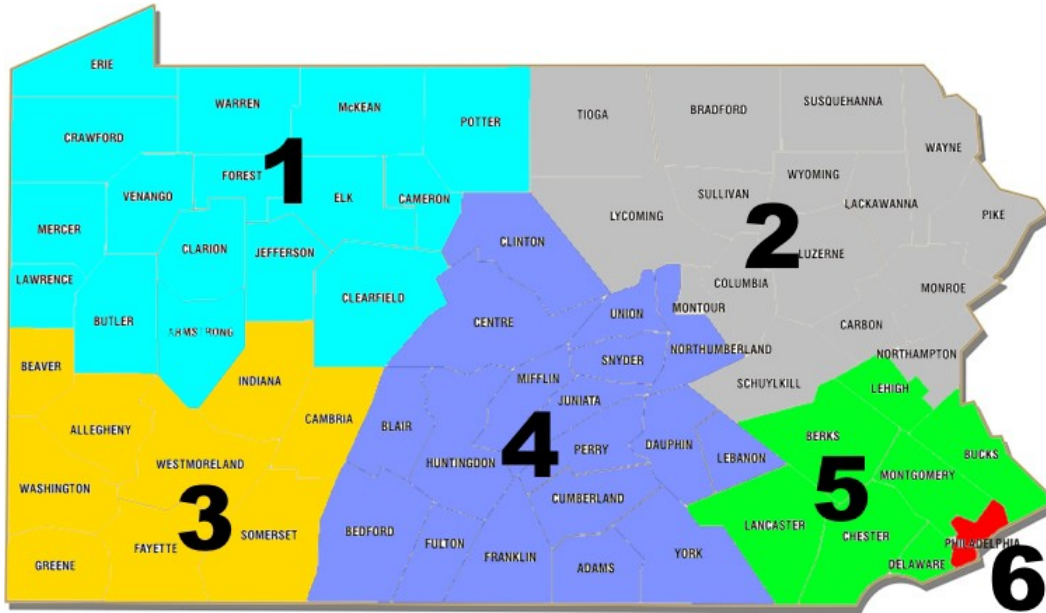 ERIE
WARREN
McKEAN
POTTER
CRAWFORD
FOREST
1
VENANGO
ELK
CAMERON
MERCER
CLARION
JEFFERSON
LAWRENCE
CLEARFIELD
BUTLER
ARMSTRONG
TIOGA
BRADFORD
SUSQUEHANNA
WAYNE
WYOMING
SULLIVAN
LACKAWANNA
LYCOMING
PIKE
2
LUZERNE
COLUMBIA
MONROE
MONTOUR
CARBON
NORTHAMPTON
SCHUYLKILL
BEAVER
INDIANA
CAMBRIA
ALLEGHENY
WESTMORELAND
WASHINGTON
3
SOMERSET
FAYETTE
GREENE
CLINTON
CENTRE
UNION
NORTHUMBERLAND
SNYDER
MIFFLIN
JUNIATA
BLAIR
4
PERRY
DAUPHIN
LEBANON
HUNTINGDON
CUMBERLAND
BEDFORD
FULTON
FRANKLIN
ADAMS
YORK
LEHIGH
BERKS
BUCKS
MONTGOMERY
5
LANCASTER
CHESTER
DELAWARE
PHILADELPHIA
6